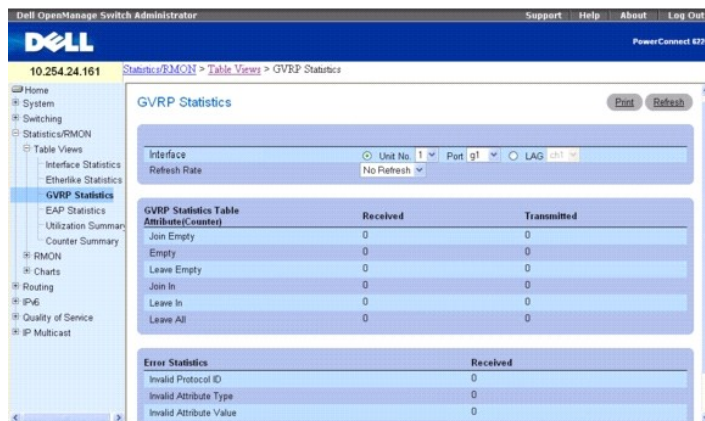 Dell OpenManage Switch Administrator
Support Help About Log Out
DELL
PowerConnect 622
10.254.24.161
Statistics/RMON > Table Views > GVRP Statistics
Home
System
Switching
Statistics/RMON
Table Views
Interface Statistics
Etherlike Statistics
GVRP Statistics
EAP Statistics
Utilization Summary
Counter Summary
RMON
Charts
Routing
IPv6
Quality of Service
IP Multicast
GVRP Statistics
Print Refresh
Interface Unit No. 1 Port g1 LAG ch1
Refresh Rate No Refresh
GVRP Statistics Table
Attribute(Counter) Received Transmitted
Join Empty 0 0
Empty 0 0
Leave Empty 0 0
Join In 0 0
Leave In 0 0
Leave All 0 0
Error Statistics Received
Invalid Protocol ID 0
Invalid Attribute Type 0
Invalid Attribute Value 0